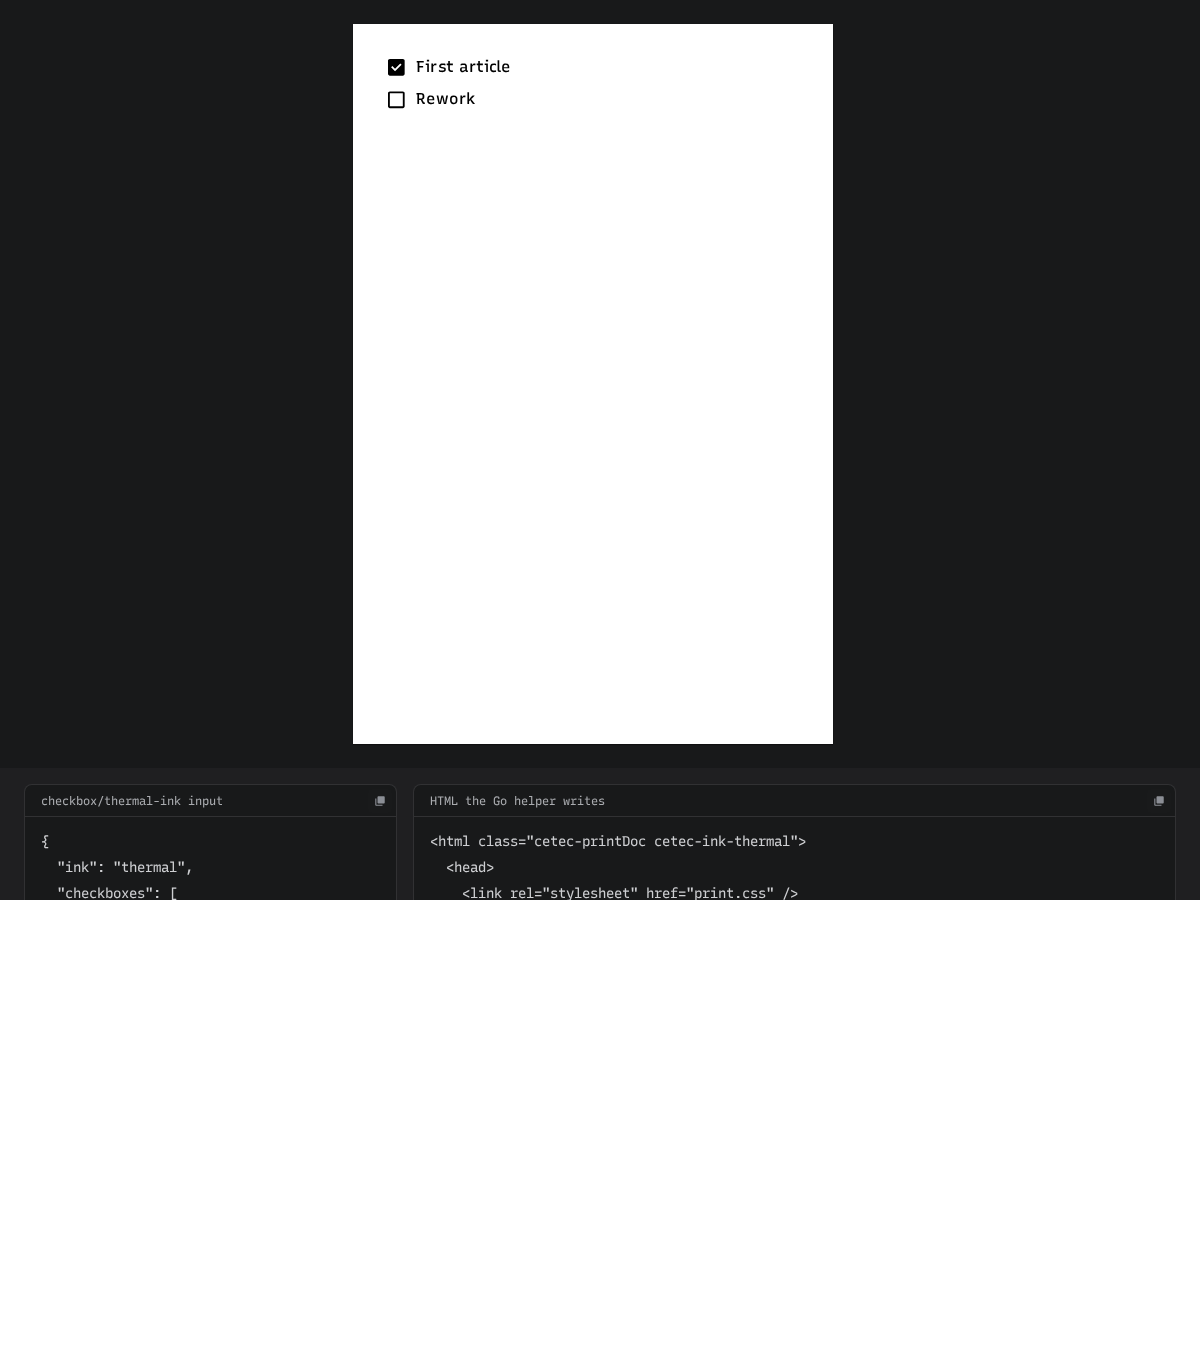 First article
Rework
checkbox/thermal-ink input
{
"ink": "thermal",
"checkboxes": [
HTML the Go helper writes
<html class="cetec-printDoc cetec-ink-thermal">
<head>
<link rel="stylesheet" href="print.css" />